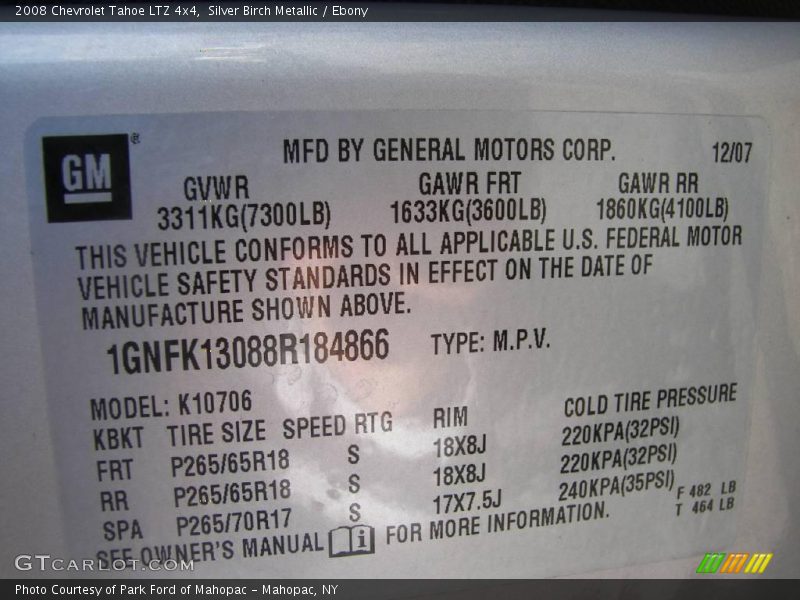 2008 Chevrolet Tahoe LTZ 4x4,  Silver Birch Metallic / Ebony
GM ®
MFD BY GENERAL MOTORS CORP. 12/07
GVWR GAWR FRT GAWR RR
3311KG(7300LB) 1633KG(3600LB) 1860KG(4100LB)
THIS VEHICLE CONFORMS TO ALL APPLICABLE U.S. FEDERAL MOTOR
VEHICLE SAFETY STANDARDS IN EFFECT ON THE DATE OF
MANUFACTURE SHOWN ABOVE.
1GNFK13088R184866 TYPE: M.P.V.
MODEL: K10706
KBKT TIRE SIZE SPEED RTG RIM COLD TIRE PRESSURE
FRT P265/65R18 S 18X8J 220KPA(32PSI)
RR P265/65R18 S 18X8J 220KPA(32PSI)
SPA P265/70R17 S 17X7.5J 240KPA(35PSI) F 482 LB
SEE OWNER'S MANUAL i FOR MORE INFORMATION. T 464 LB
GTCARLOT.COM
Photo Courtesy of Park Ford of Mahopac – Mahopac, NY